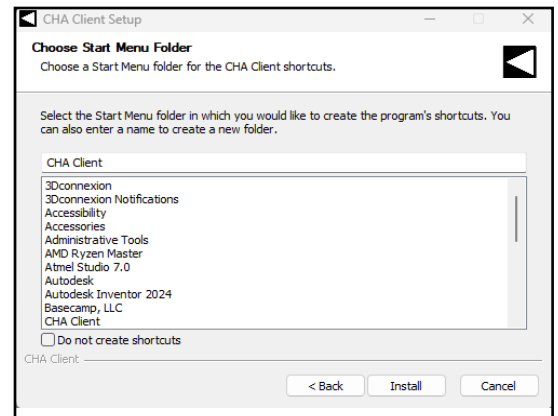 CHA Client Setup
Choose Start Menu Folder
Choose a Start Menu folder for the CHA Client shortcuts.
Select the Start Menu folder in which you would like to create the program's shortcuts. You
can also enter a name to create a new folder.
CHA Client
3Dconnexion
3Dconnexion Notifications
Accessibility
Accessories
Administrative Tools
AMD Ryzen Master
Atmel Studio 7.0
Autodesk
Autodesk Inventor 2024
Basecamp, LLC
CHA Client
Do not create shortcuts
CHA Client
< Back Install Cancel